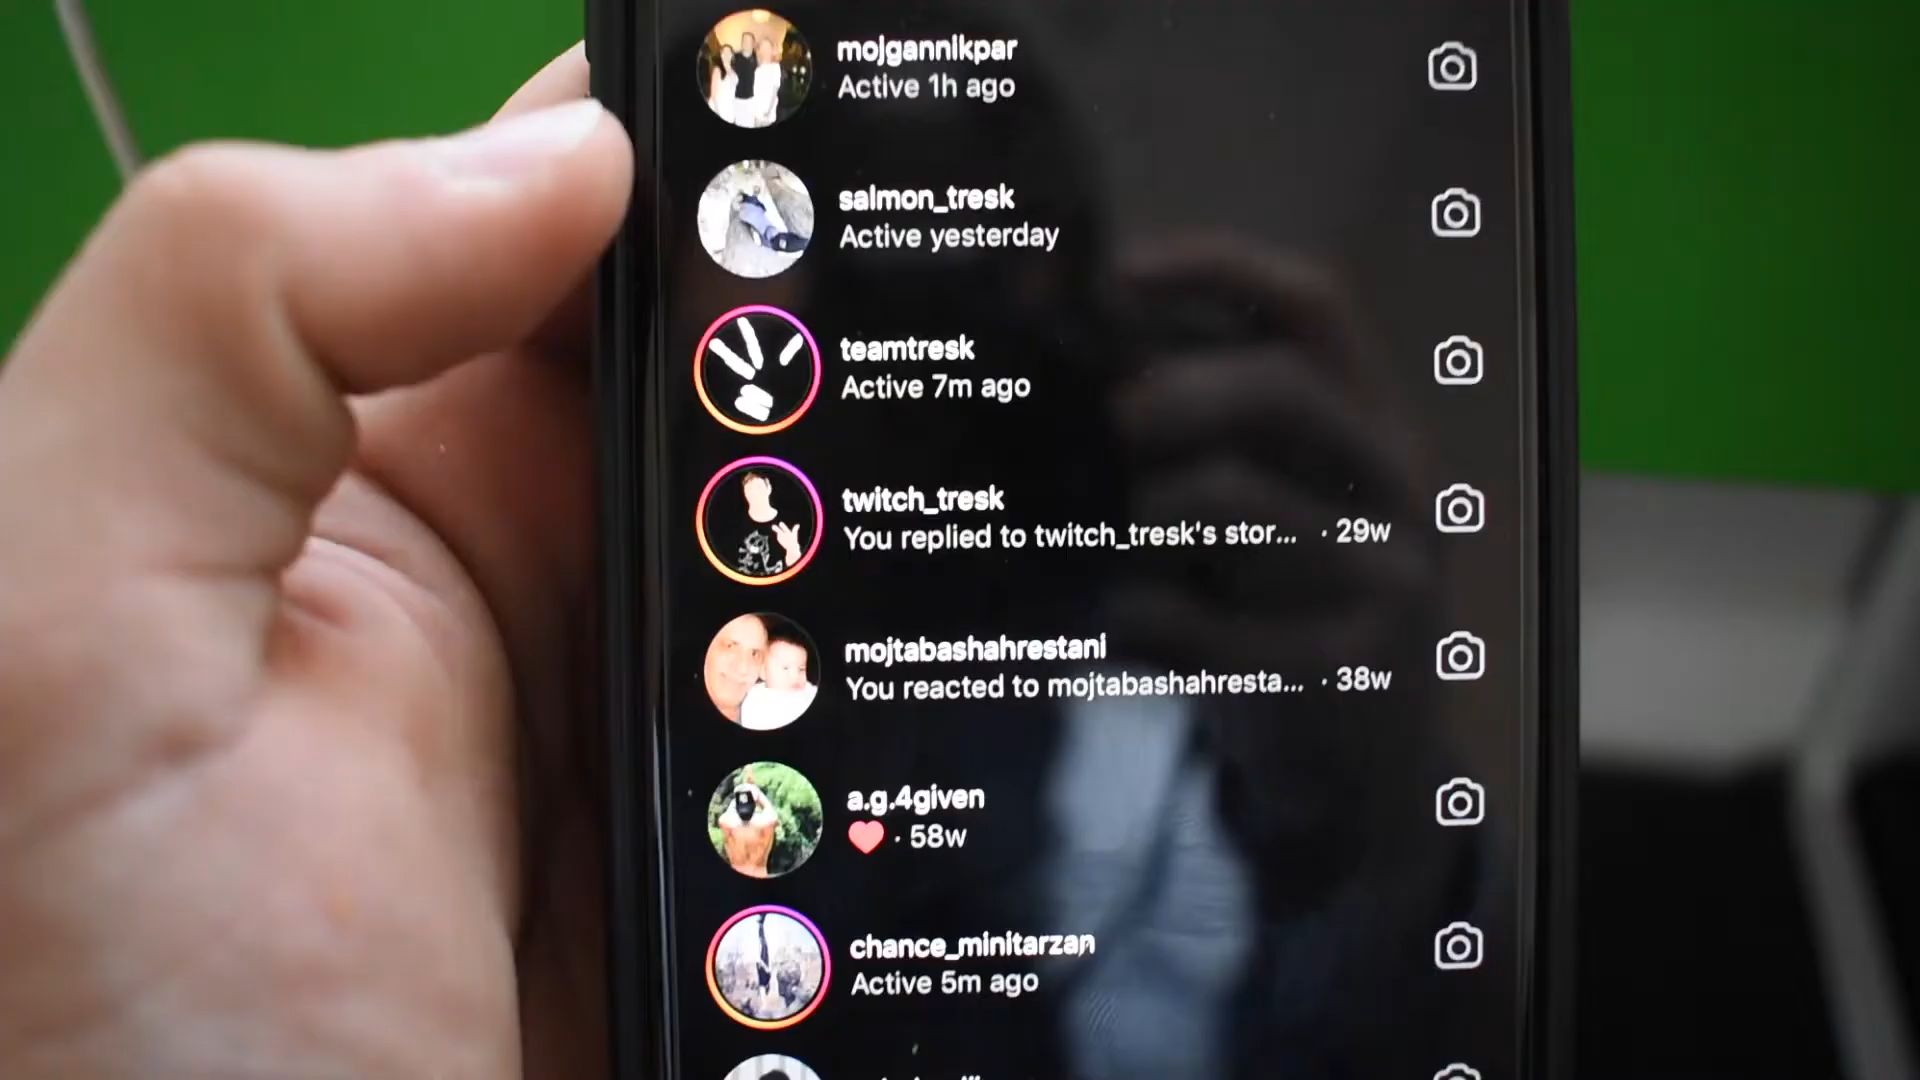 mojgannikpar
Active 1h ago
salmon_tresk
Active yesterday
teamtresk
Active 7m ago
twitch_tresk
You replied to twitch_tresk's stor... · 29w
mojtabashahrestani
You reacted to mojtabashahresta... · 38w
a.g.4given
❤️ · 58w
chance_minitarzan
Active 5m ago